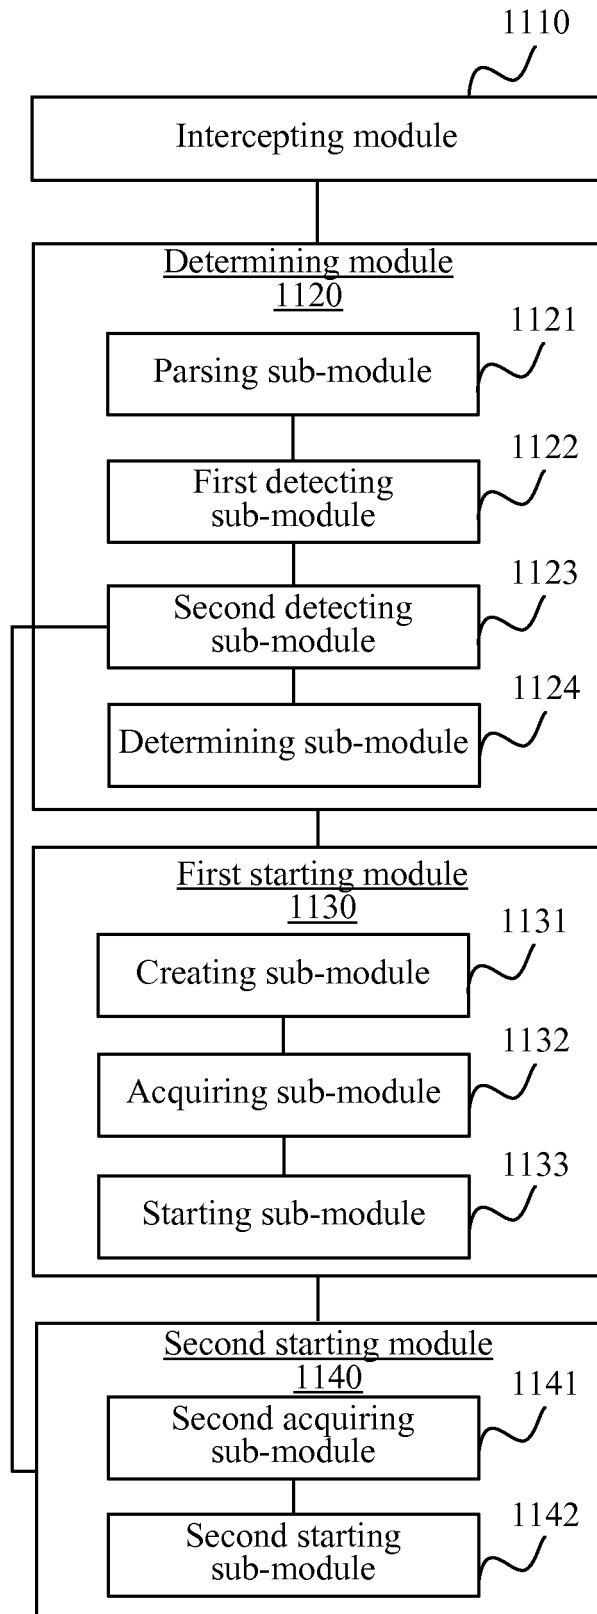 1110
Intercepting module
Determining module
1120
1121
Parsing sub-module
1122
First detecting
sub-module
1123
Second detecting
sub-module
1124
Determining sub-module
First starting module
1130
1131
Creating sub-module
1132
Acquiring sub-module
1133
Starting sub-module
Second starting module
1140
1141
Second acquiring
sub-module
1142
Second starting
sub-module